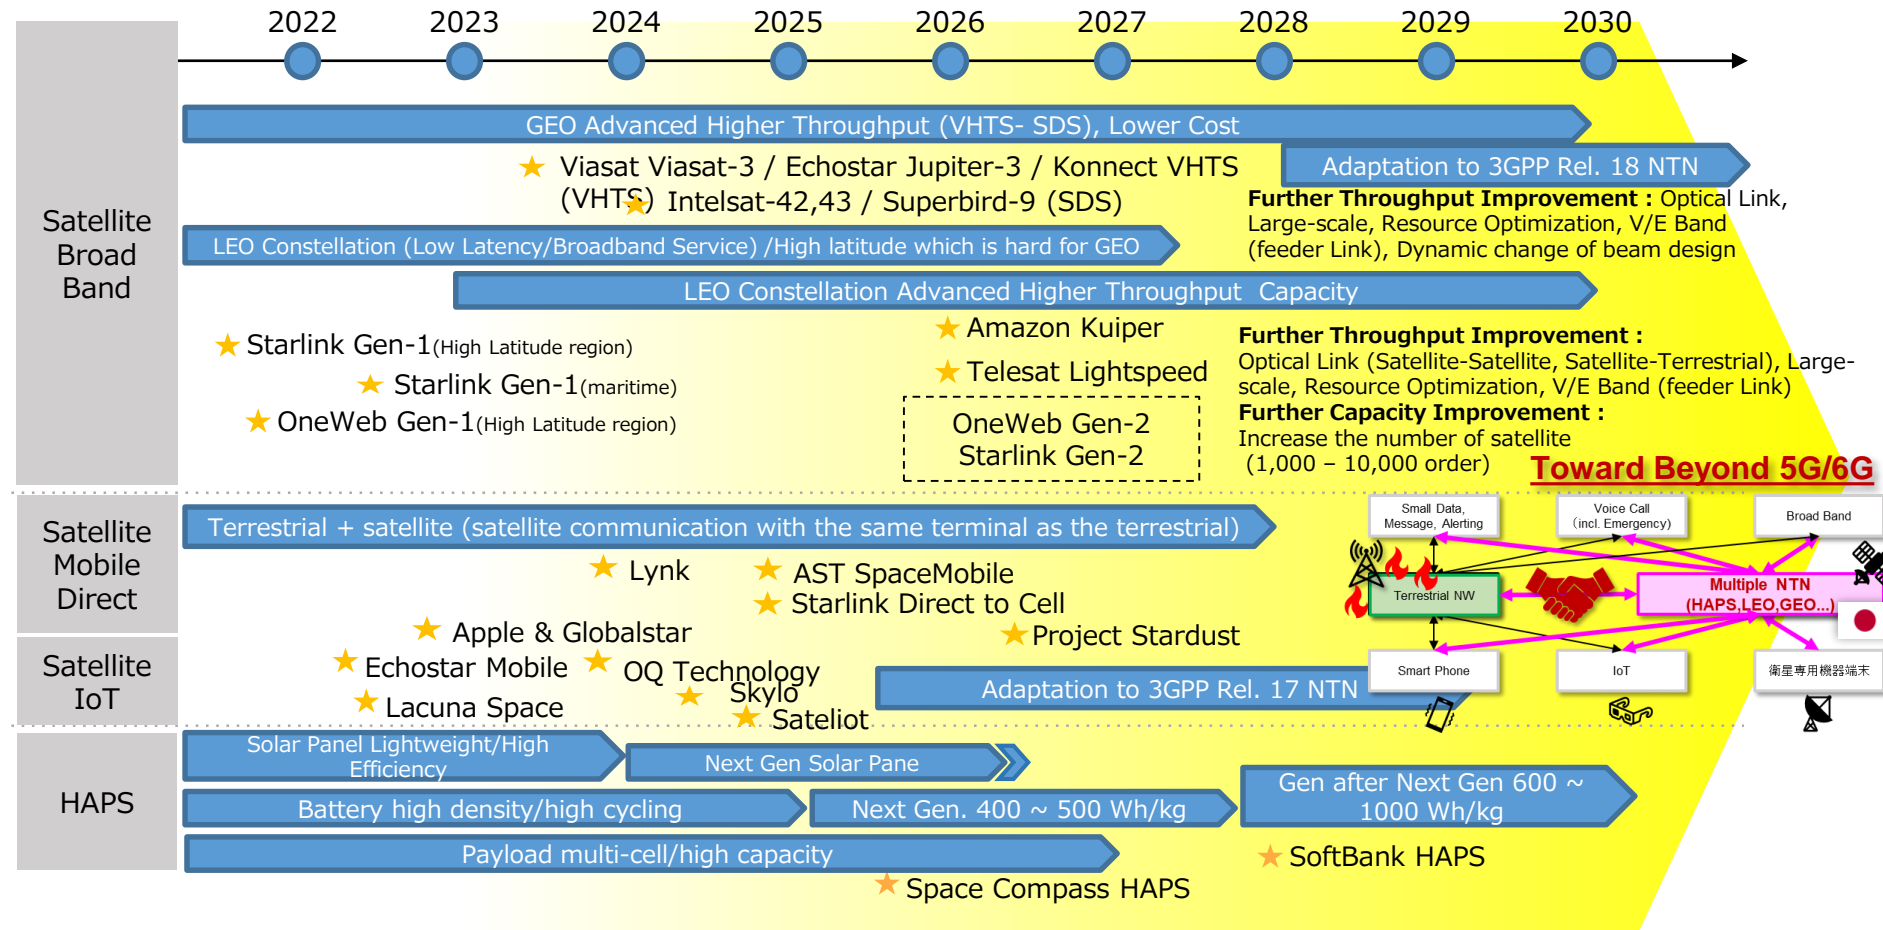 2022 2023 2024 2025 2026 2027 2028 2029 2030
Satellite
Broad
Band
GEO Advanced Higher Throughput (VHTS- SDS), Lower Cost
Viasat Viasat-3 / Echostar Jupiter-3 / Konnect VHTS
(VHTS)
Intelsat-42,43 / Superbird-9 (SDS)
Adaptation to 3GPP Rel. 18 NTN
Further Throughput Improvement : Optical Link,
Large-scale, Resource Optimization, V/E Band
(feeder Link), Dynamic change of beam design
LEO Constellation (Low Latency/Broadband Service) /High latitude which is hard for GEO
LEO Constellation Advanced Higher Throughput Capacity
Starlink Gen-1(High Latitude region)
Starlink Gen-1(maritime)
OneWeb Gen-1(High Latitude region)
Amazon Kuiper
Telesat Lightspeed
OneWeb Gen-2
Starlink Gen-2
Further Throughput Improvement :
Optical Link (Satellite-Satellite, Satellite-Terrestrial), Large-
scale, Resource Optimization, V/E Band (feeder Link)
Further Capacity Improvement :
Increase the number of satellite
(1,000 – 10,000 order)
Toward Beyond 5G/6G
Satellite
Mobile
Direct
Terrestrial + satellite (satellite communication with the same terminal as the terrestrial)
Lynk
AST SpaceMobile
Starlink Direct to Cell
Apple & Globalstar
Project Stardust
Satellite
IoT
Echostar Mobile
OQ Technology
Lacuna Space
Skylo
Sateliot
Adaptation to 3GPP Rel. 17 NTN
Small Data,
Message, Alerting
Voice Call
(incl. Emergency)
Broad Band
Terrestrial NW
Multiple NTN
(HAPS,LEO,GEO...)
Smart Phone
IoT
衛星専用機器端末
HAPS
Solar Panel Lightweight/High
Efficiency
Next Gen Solar Pane
Battery high density/high cycling
Next Gen. 400 ~ 500 Wh/kg
Gen after Next Gen 600 ~
1000 Wh/kg
Payload multi-cell/high capacity
SoftBank HAPS
Space Compass HAPS